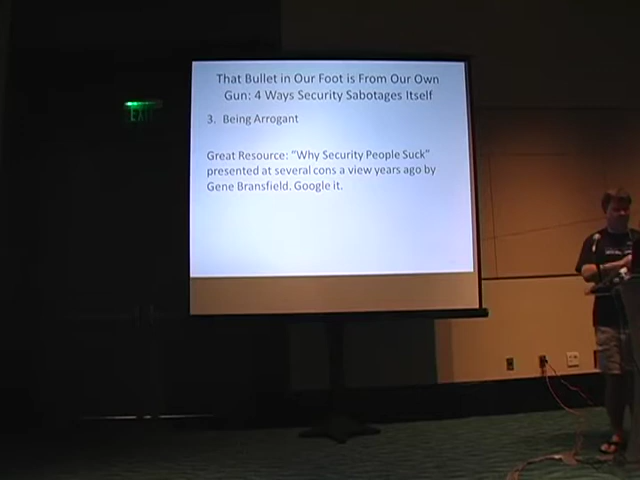 That Bullet in Our Foot is From Our Own
Gun: 4 Ways Security Sabotages Itself
3. Being Arrogant
Great Resource: "Why Security People Suck"
presented at several cons a view years ago by
Gene Bransfield. Google it.
EXIT